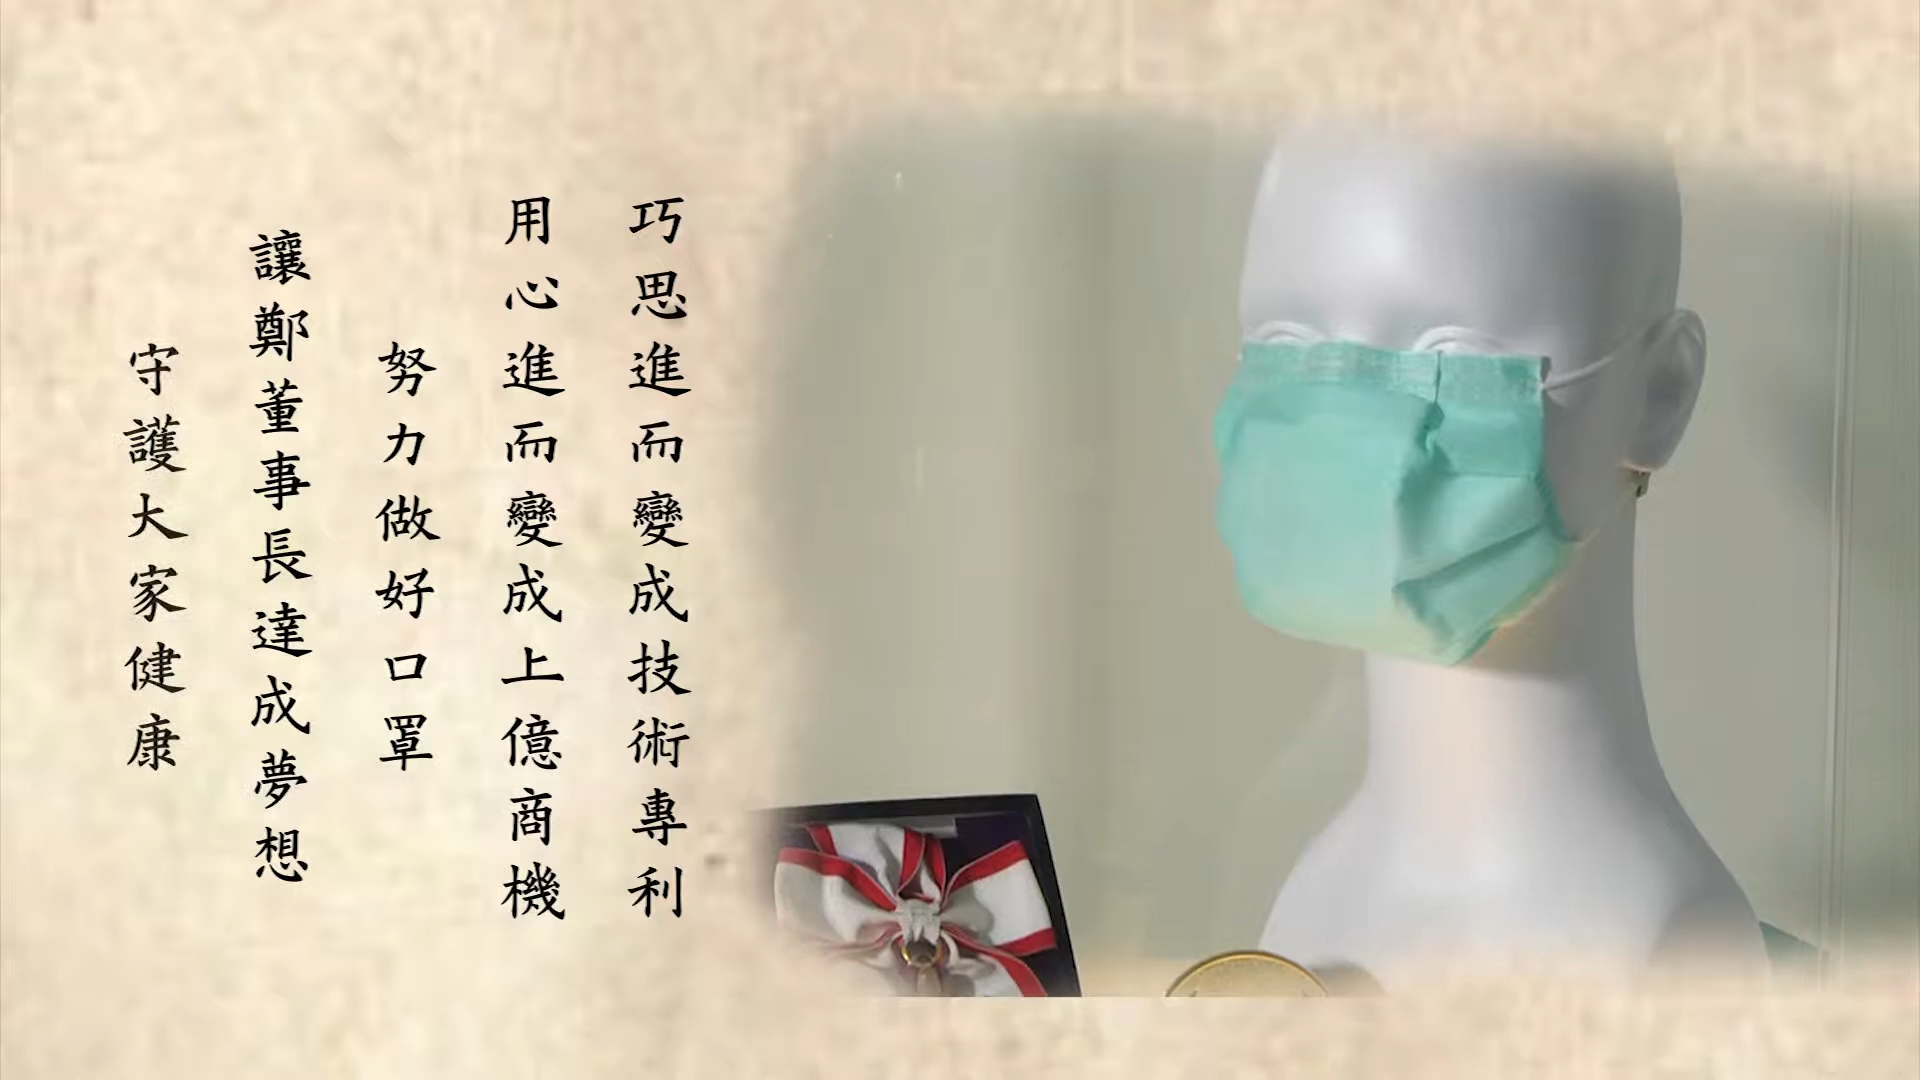 巧思進而變成技術專利
用心進而變成上億商機
努力做好口罩
讓鄭董事長達成夢想
守護大家健康